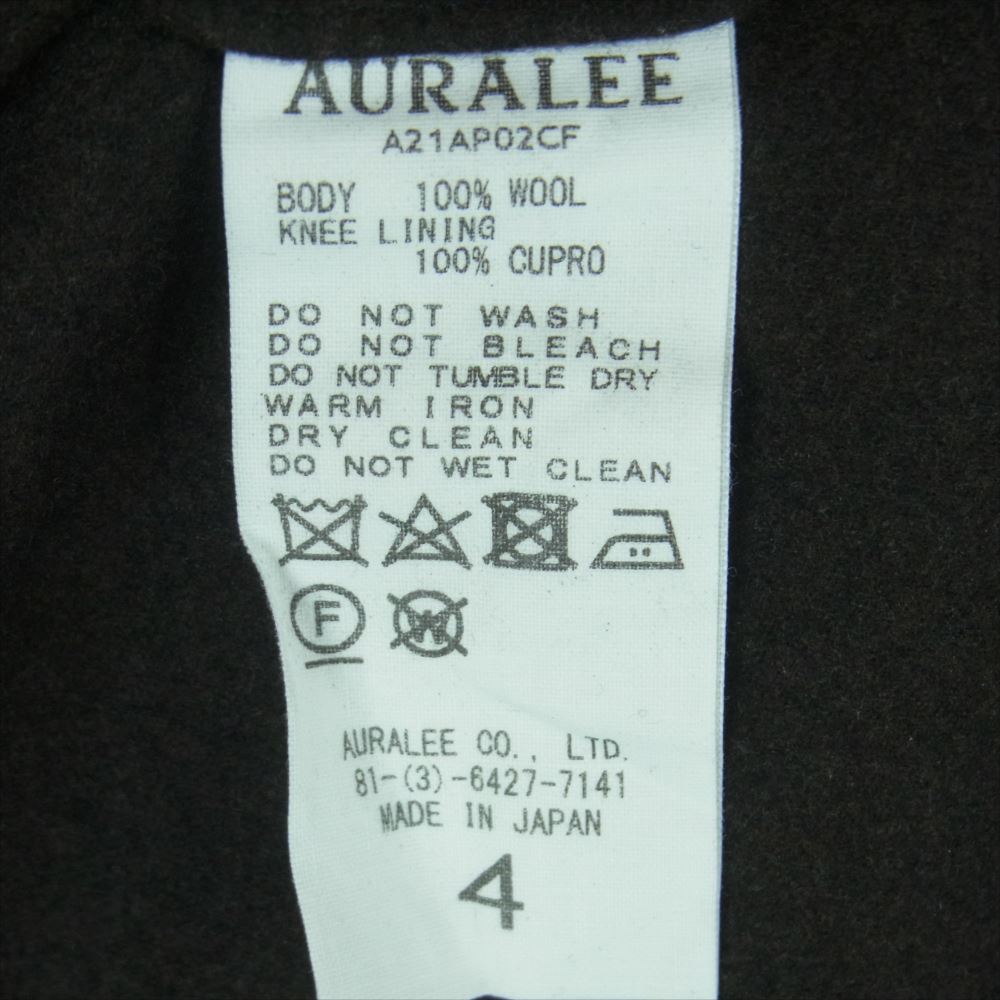 AURALEE
A21AP02CF
BODY 100% WOOL
KNEE LINING
100% CUPRO
DO NOT WASH
DO NOT BLEACH
DO NOT TUMBLE DRY
WARM IRON
DRY CLEAN
DO NOT WET CLEAN
F W
AURALEE CO., LTD.
81-(3)-6427-7141
MADE IN JAPAN
4